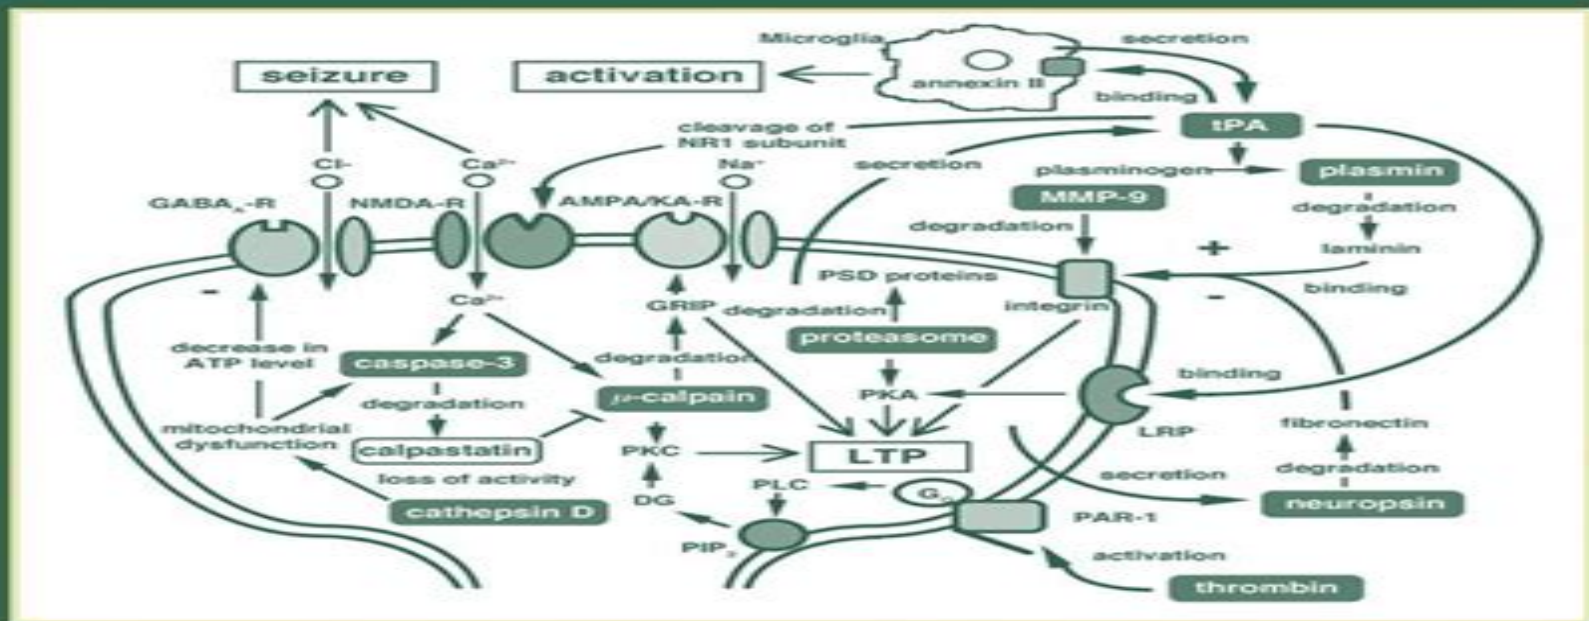 Microglia
secretion
seizure
activation
annexin II
binding
cleavage of
NR1 subunit
tPA
Cl-
Ca²⁺
Na⁺
secretion
plasminogen
plasmin
GABAₐ-R
NMDA-R
AMPA/KA-R
MMP-9
degradation
degradation
+
laminin
-
Ca²⁺
GRIP
degradation
PSD proteins
integrin
-
binding
decrease in
ATP level
caspase-3
degradation
proteasome
binding
degradation
μ-calpain
PKA
mitochondrial
dysfunction
calpastatin
PKC
LTP
LRP
fibronectin
loss of activity
PLC
secretion
degradation
cathepsin D
DG
neuropsin
PAR-1
PIP₂
activation
thrombin